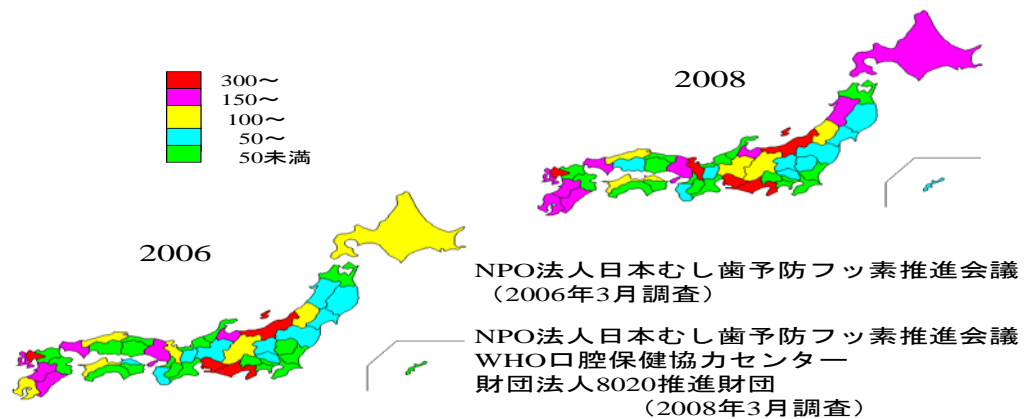 2008
300～
150～
100～
50～
50未満
2006
NPO法人日本むし歯予防フッ素推進会議
（2006年3月調査）
NPO法人日本むし歯予防フッ素推進会議
WHO口腔保健協力センター
財団法人8020推進財団
（2008年3月調査）